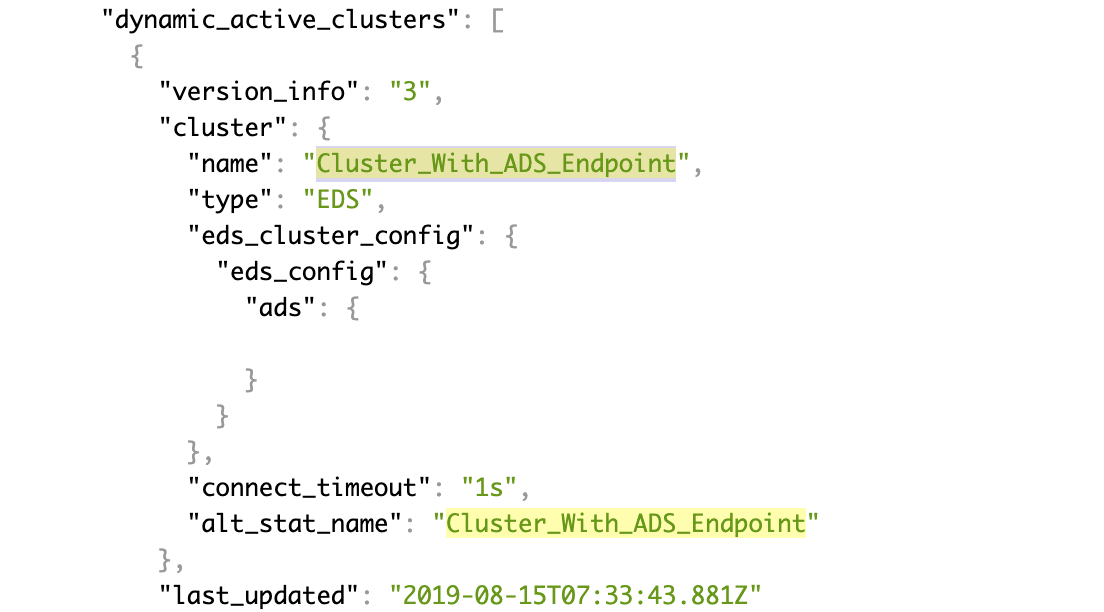 "dynamic_active_clusters": [
{
"version_info": "3",
"cluster": {
"name": "Cluster_With_ADS_Endpoint",
"type": "EDS",
"eds_cluster_config": {
"eds_config": {
"ads": {
}
}
},
"connect_timeout": "1s",
"alt_stat_name": "Cluster_With_ADS_Endpoint"
},
"last_updated": "2019-08-15T07:33:43.881Z"